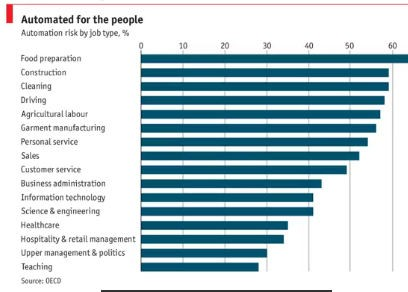 Automated for the people
Automation risk by job type, %
0 10 20 30 40 50 60
Food preparation
Construction
Cleaning
Driving
Agricultural labour
Garment manufacturing
Personal service
Sales
Customer service
Business administration
Information technology
Science & engineering
Healthcare
Hospitality & retail management
Upper management & politics
Teaching
Source: OECD